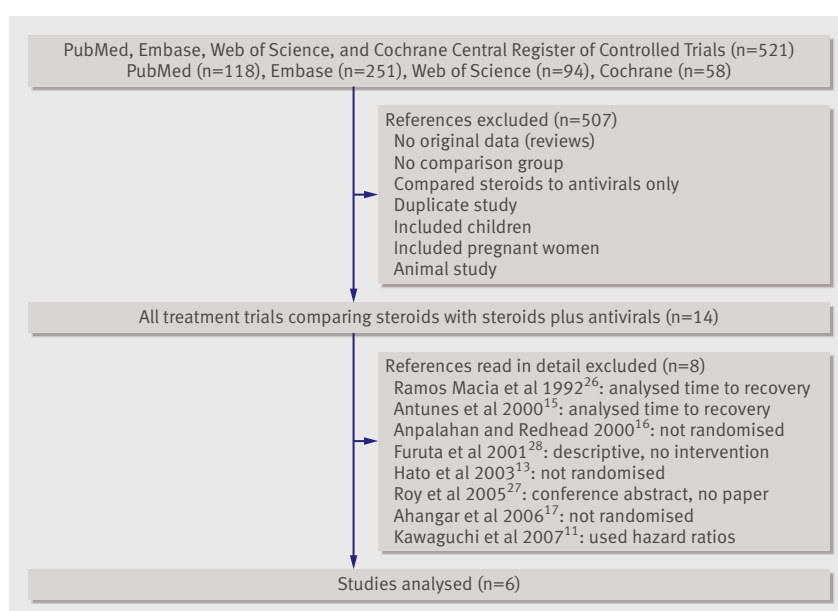 PubMed, Embase, Web of Science, and Cochrane Central Register of Controlled Trials (n=521)
PubMed (n=118), Embase (n=251), Web of Science (n=94), Cochrane (n=58)
References excluded (n=507)
No original data (reviews)
No comparison group
Compared steroids to antivirals only
Duplicate study
Included children
Included pregnant women
Animal study
All treatment trials comparing steroids with steroids plus antivirals (n=14)
References read in detail excluded (n=8)
Ramos Macia et al 1992²⁶: analysed time to recovery
Antunes et al 2000¹⁵: analysed time to recovery
Anpalahan and Redhead 2000¹⁶: not randomised
Furuta et al 2001²⁸: descriptive, no intervention
Hato et al 2003¹³: not randomised
Roy et al 2005²⁷: conference abstract, no paper
Ahangar et al 2006¹⁷: not randomised
Kawaguchi et al 2007¹¹: used hazard ratios
Studies analysed (n=6)